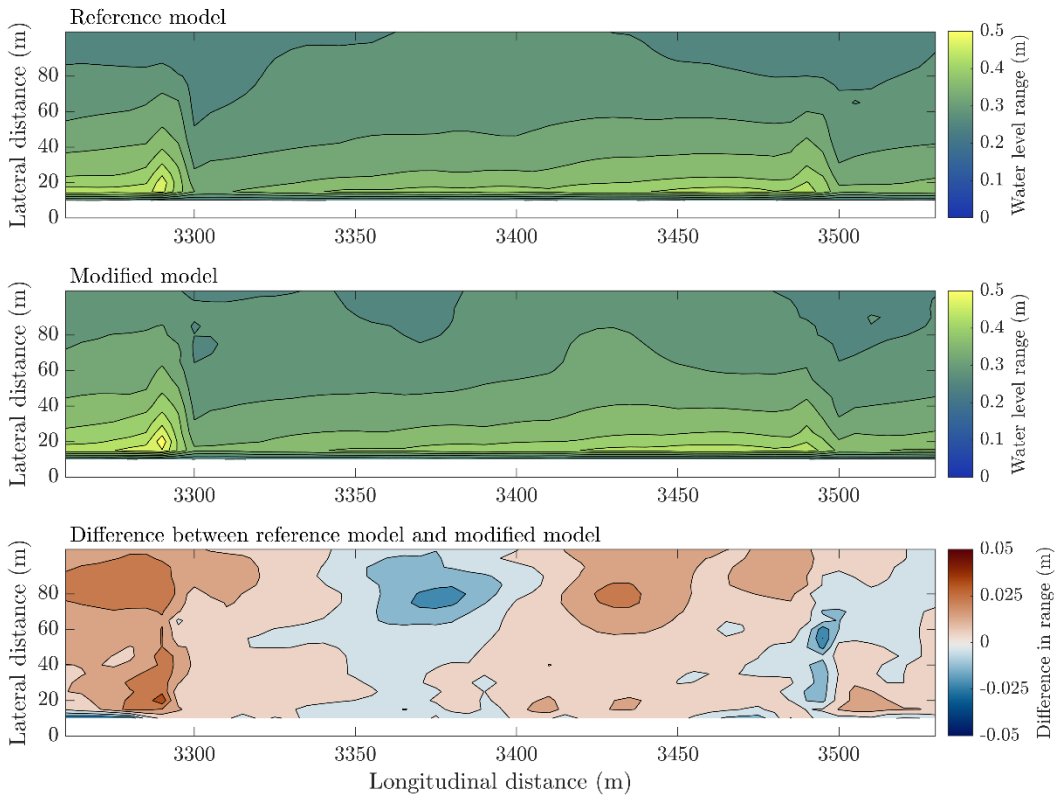 Reference model
Lateral distance (m)
80
60
40
20
0
3300 3350 3400 3450 3500
0.5
0.4
0.3
0.2
0.1
0
Water level range (m)
Modified model
Lateral distance (m)
80
60
40
20
0
3300 3350 3400 3450 3500
0.5
0.4
0.3
0.2
0.1
0
Water level range (m)
Difference between reference model and modified model
Lateral distance (m)
80
60
40
20
0
3300 3350 3400 3450 3500
Longitudinal distance (m)
0.05
0.025
0
-0.025
-0.05
Difference in range (m)